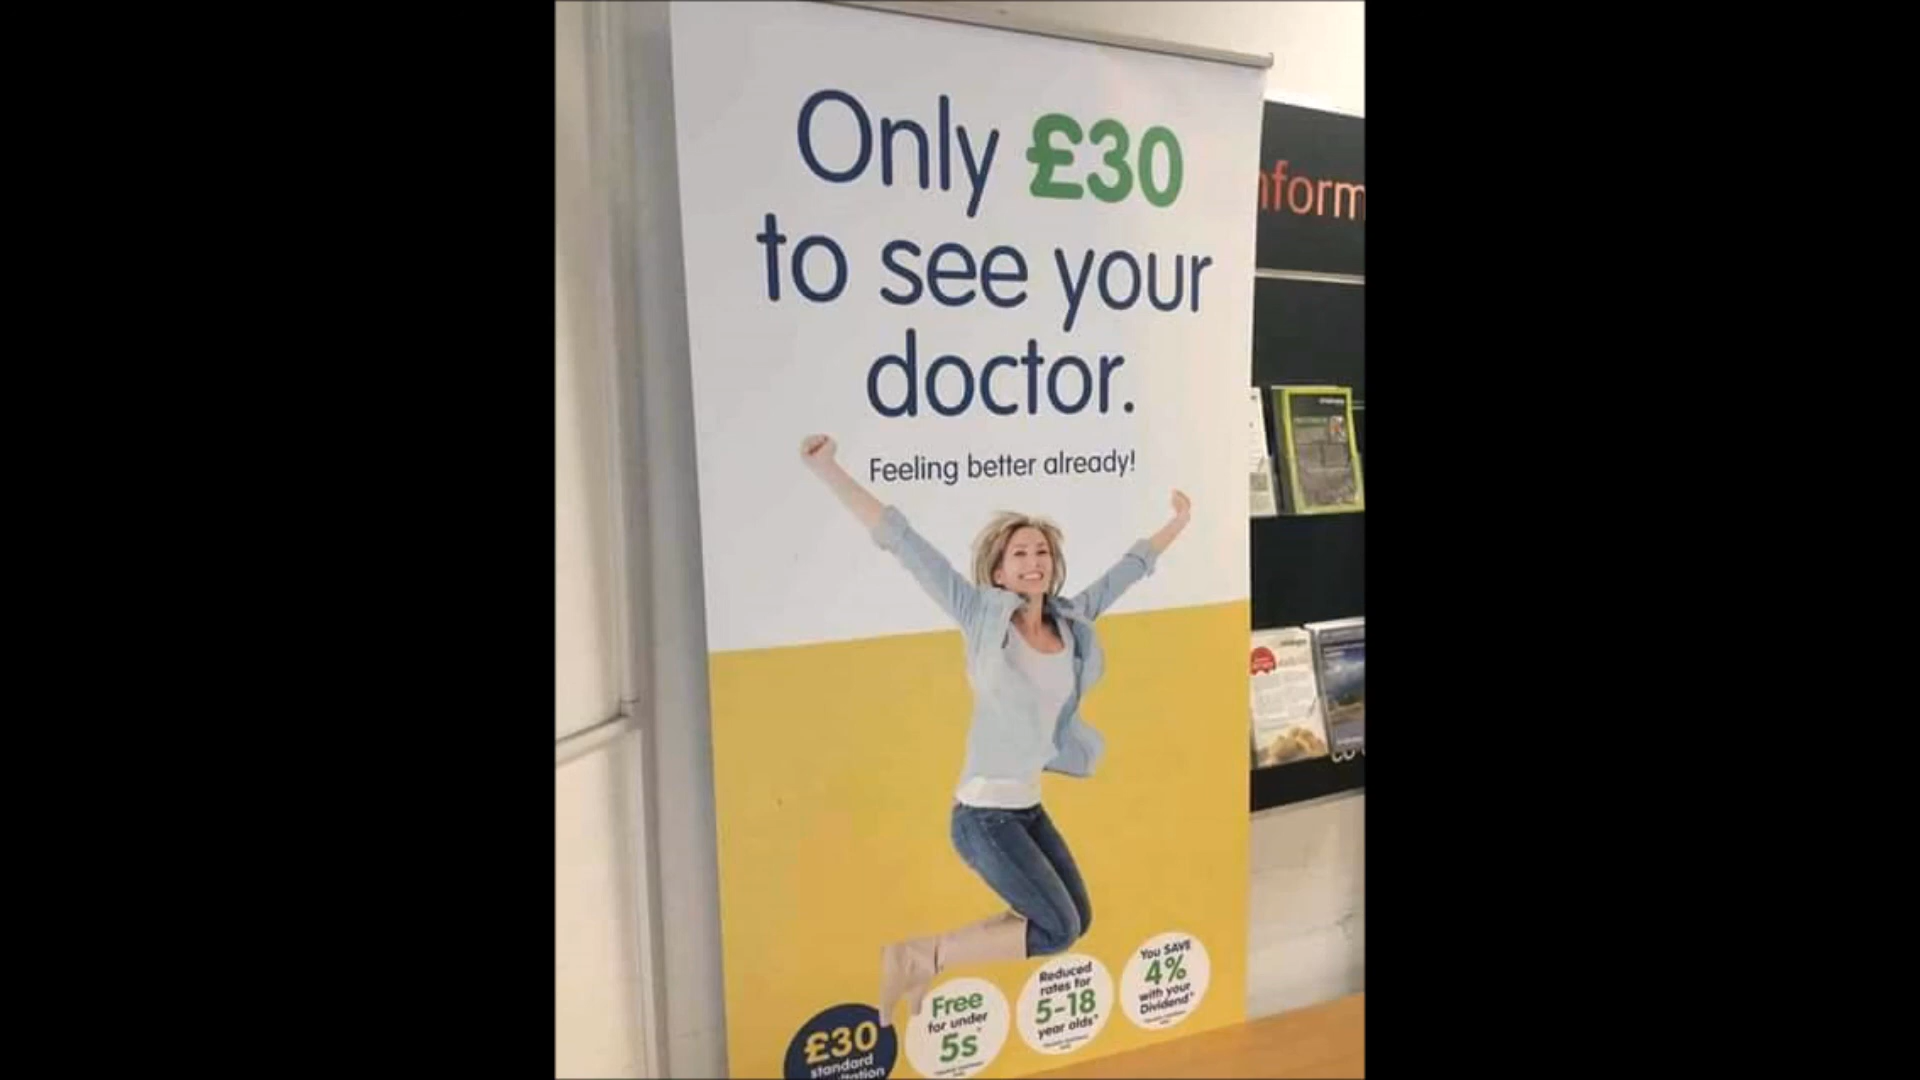 Only £30
to see your
doctor.
Feeling better already!
£30
standard
Free
for under
5s*
Reduced
rates for
5-18
year olds*
You SAVE
4%
with your
Dividend*
nform